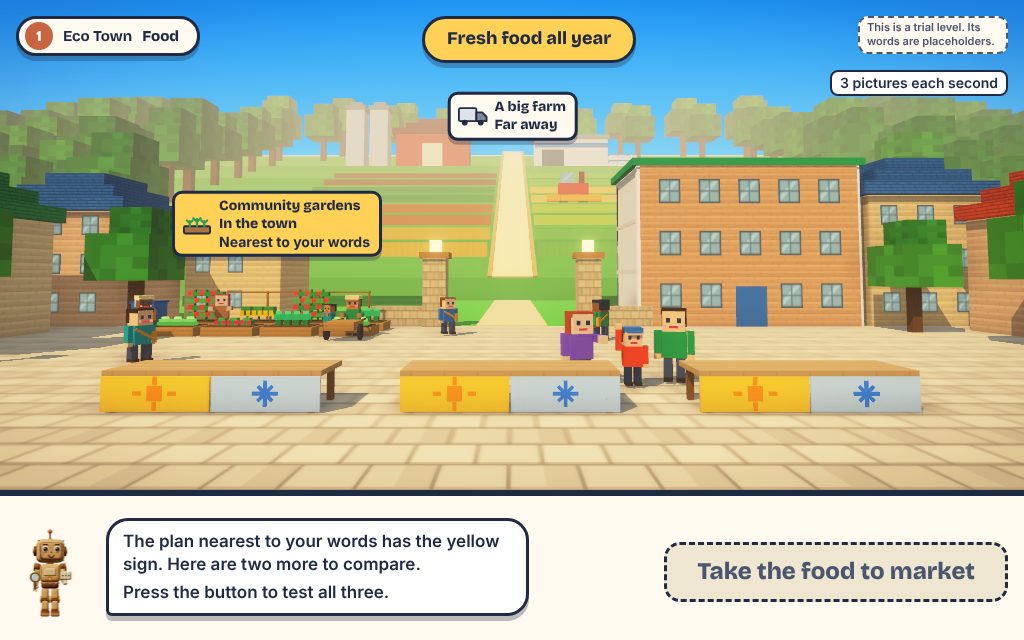 1 Eco Town Food
Fresh food all year
This is a trial level. Its
words are placeholders.
3 pictures each second
A big farm
Far away
Community gardens
In the town
Nearest to your words
The plan nearest to your words has the yellow
sign. Here are two more to compare.
Press the button to test all three.
Take the food to market